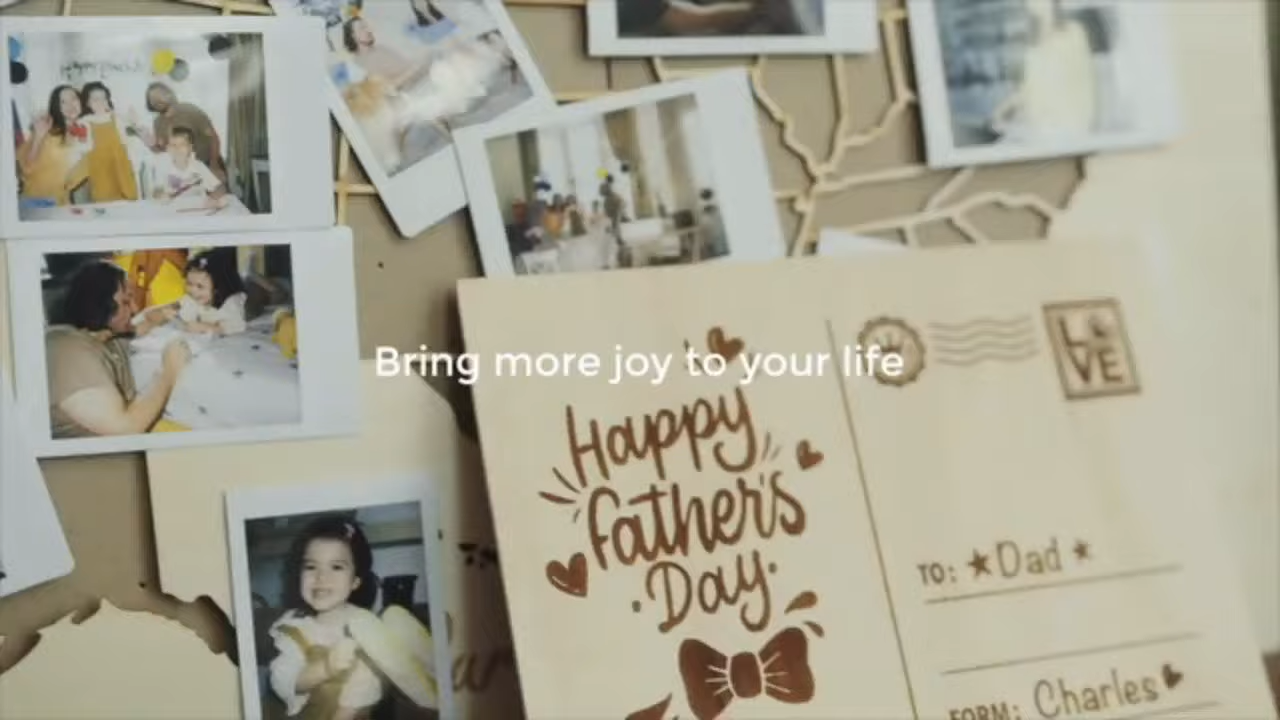 Bring more joy to your life
Happy
Father's
Day
LOVE
TO: ★Dad★
FORM: Charles